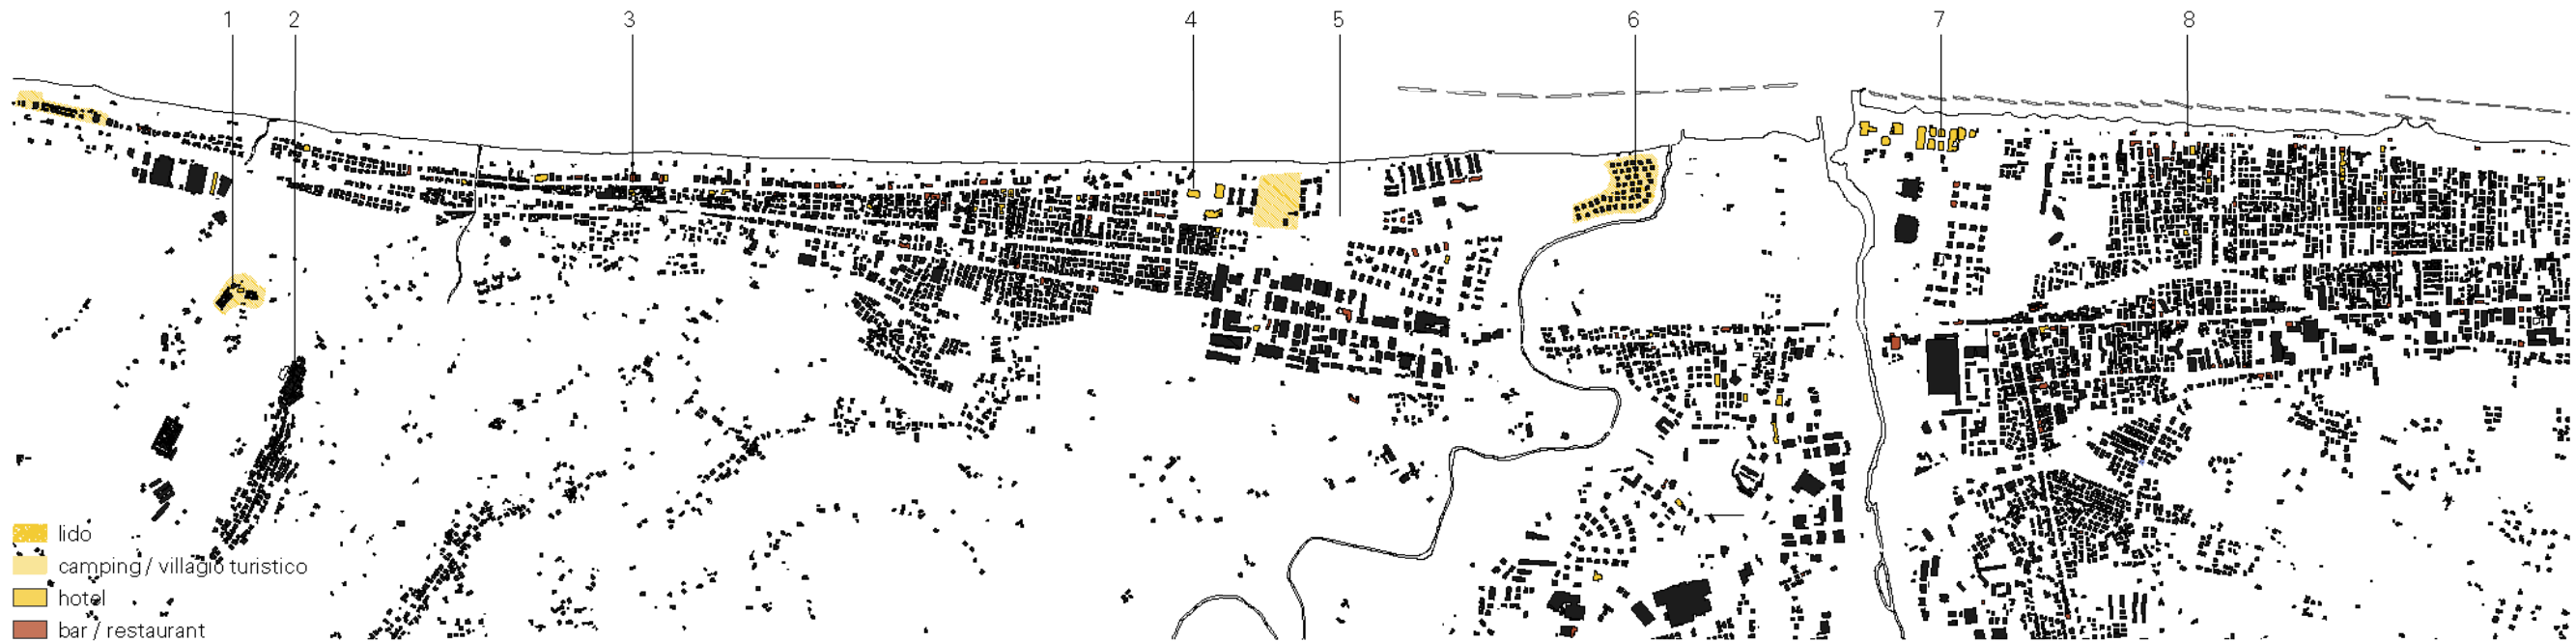 1 2 3 4 5 6 7 8
lido
camping / villagio turistico
hotel
bar / restaurant